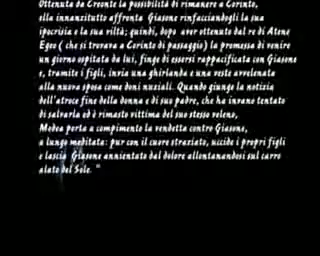 Ottenuta da Creonte la possibilità di rimanere a Corinto,
ella innanzitutto affronta Giasone rinfacciandogli la sua
ipocrisia e la sua viltà; quindi, dopo aver ottenuto dal re di Atene
Egeo ( che si trovava a Corinto di passaggio) la promessa di venire
un giorno ospitata da lui, finge di essersi rappacificata con Giasone
e, tramite i figli, invia una ghirlanda e una veste avvelenata
alla nuova sposa come doni nuziali. Quando giunge la notizia
dell'atroce fine della donna e di suo padre, che ha invano tentato
di salvarla ed è rimasto vittima del suo stesso veleno,
Medea porta a compimento la vendetta contro Giasone,
a lungo meditata: pur con il cuore straziato, uccide i propri figli
e lascia Giasone annientato dal dolore allontanandosi sul carro
alato del Sole. "